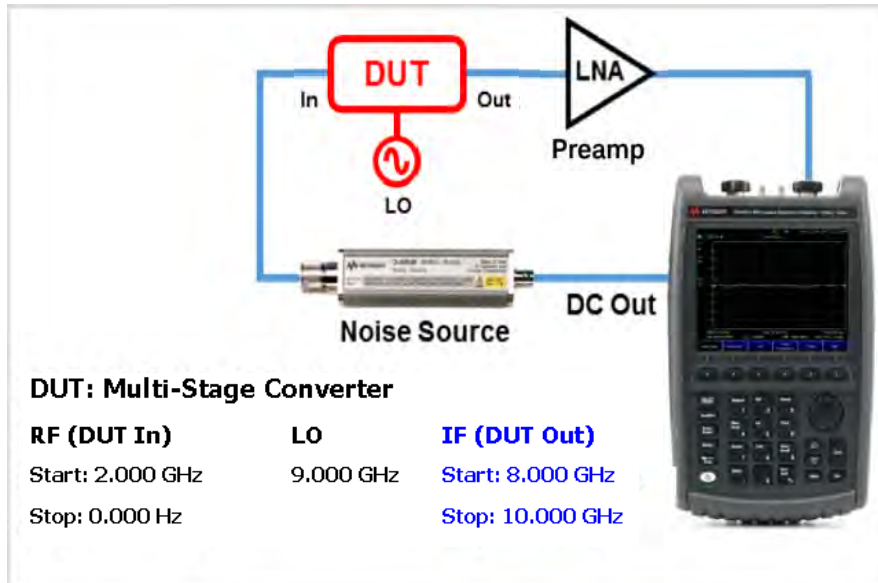 DUT
In
Out
LNA
Preamp
LO
Noise Source
DC Out
DUT: Multi-Stage Converter
RF (DUT In) LO IF (DUT Out)
Start: 2.000 GHz 9.000 GHz Start: 8.000 GHz
Stop: 0.000 Hz Stop: 10.000 GHz